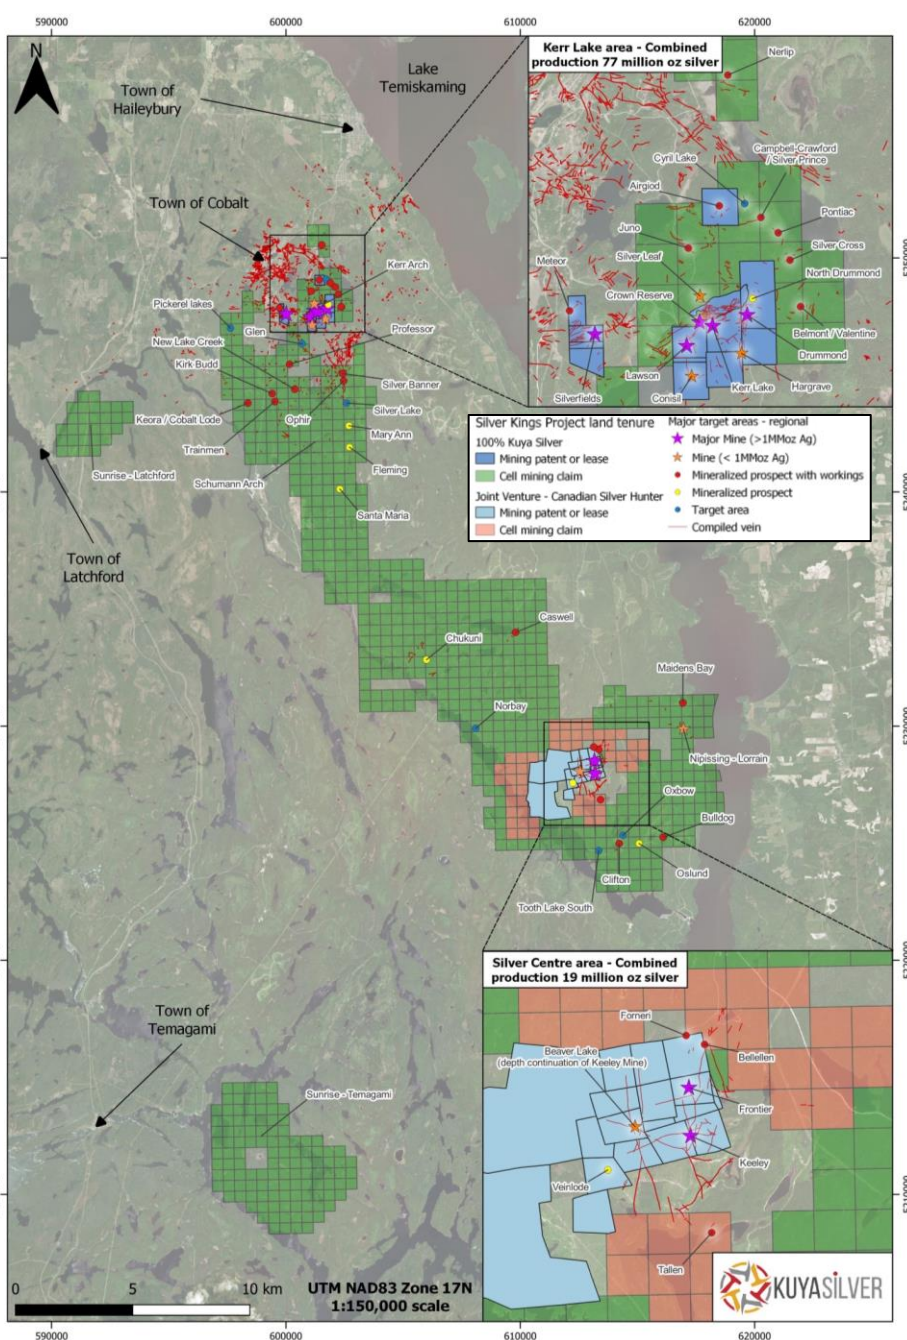 590000
600000
610000
620000
N
Town of
Haileybury
Lake
Temiskaming
Town of Cobalt
Kerr Arch
Pickerel lakes
Glen
Professor
New Lake Creek
Kirk Budd
Silver Banner
Silver Lake
Keora / Cobalt Lode
Ophir
Mary Ann
Trainmen
Fleming
Sunrise - Latchford
Schumann Arch
Santa Maria
Town of
Latchford
Kerr Lake area - Combined
production 77 million oz silver
Nerlip
Cyril Lake
Campbell-Crawford
/ Silver Prince
Airgiod
Pontiac
Juno
Silver Cross
Silver Leaf
Meteor
North Drummond
Crown Reserve
Belmont / Valentine
Drummond
Lawson
Hargrave
Kerr Lake
Silverfields
Conisil
Silver Kings Project land tenure
100% Kuya Silver
Mining patent or lease
Cell mining claim
Joint Venture - Canadian Silver Hunter
Mining patent or lease
Cell mining claim
Major target areas - regional
Major Mine (>1MMoz Ag)
Mine (< 1MMoz Ag)
Mineralized prospect with workings
Mineralized prospect
Target area
Compiled vein
Caswell
Chukuni
Maidens Bay
Norbay
Nipissing - Lorrain
Oxbow
Bulldog
Clifton
Oslund
Tooth Lake South
5230000
5210000
Town of
Temagami
Sunrise - Temagami
Silver Centre area - Combined
production 19 million oz silver
Forneri
Beaver Lake
(depth continuation of Keeley Mine)
Bellellen
Frontier
Keeley
Veinlode
Tallen
KUYASILVER
0 5 10 km
UTM NAD83 Zone 17N
1:150,000 scale
590000
600000
610000
620000